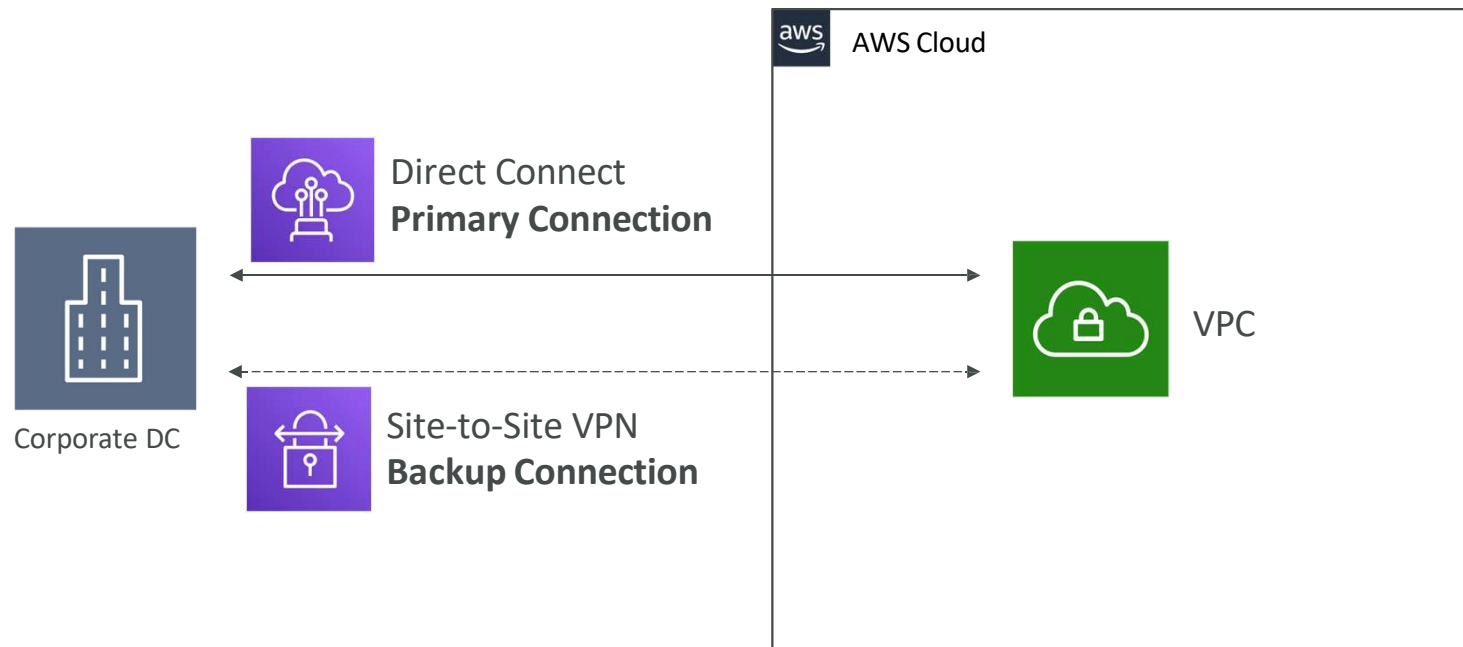 aws
AWS Cloud
Direct Connect
Primary Connection
VPC
Corporate DC
Site-to-Site VPN
Backup Connection